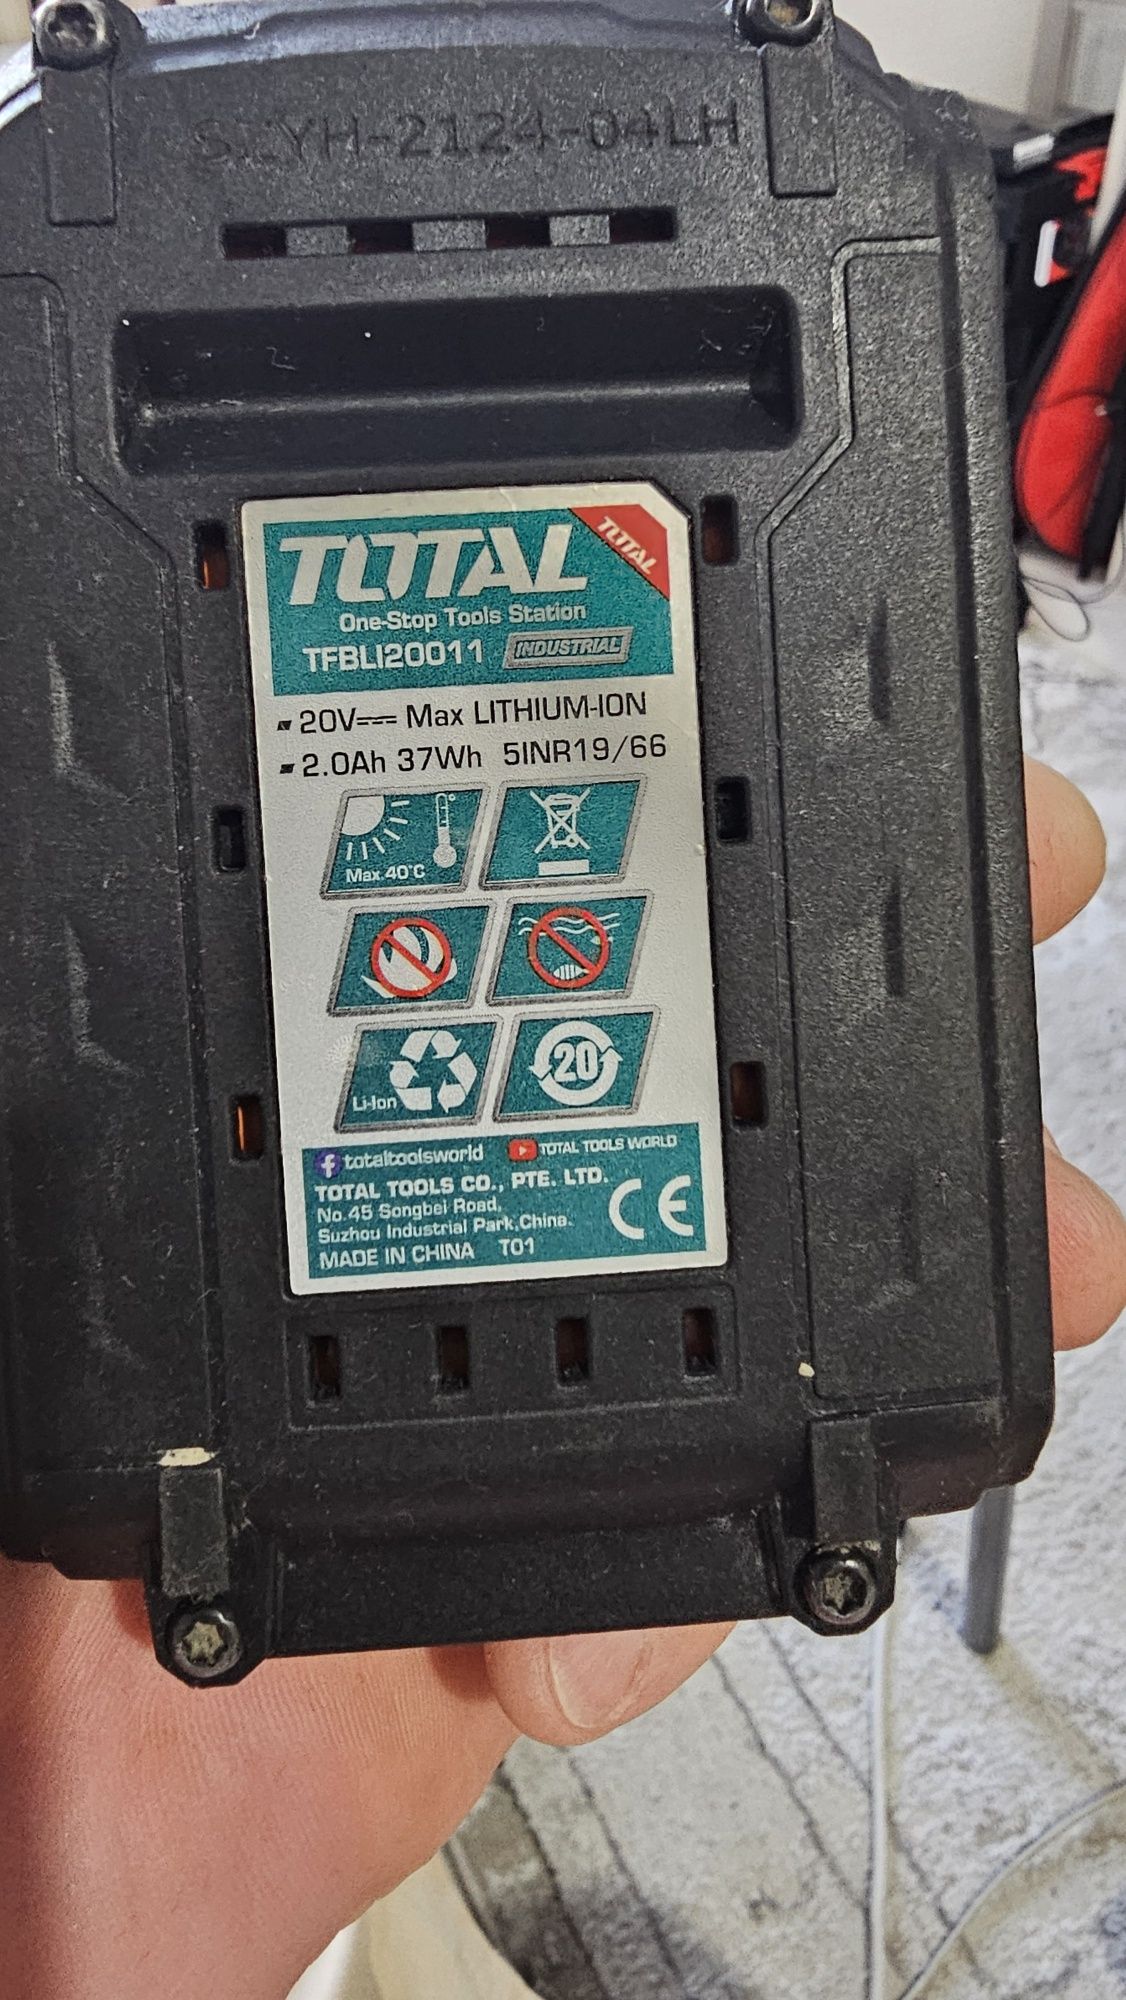 YH-2124-04LH
TOTAL
TOTAL
One-Stop Tools Station
TFBLI20011 INDUSTRIAL
20V⎓ Max LITHIUM-ION
2.0Ah 37Wh 5INR19/66
Max.40°C
Li-Ion
20
totaltoolsworld TOTAL TOOLS WORLD
TOTAL TOOLS CO., PTE. LTD.
No.45 Songbei Road,
Suzhou Industrial Park,China.
MADE IN CHINA T01
CE